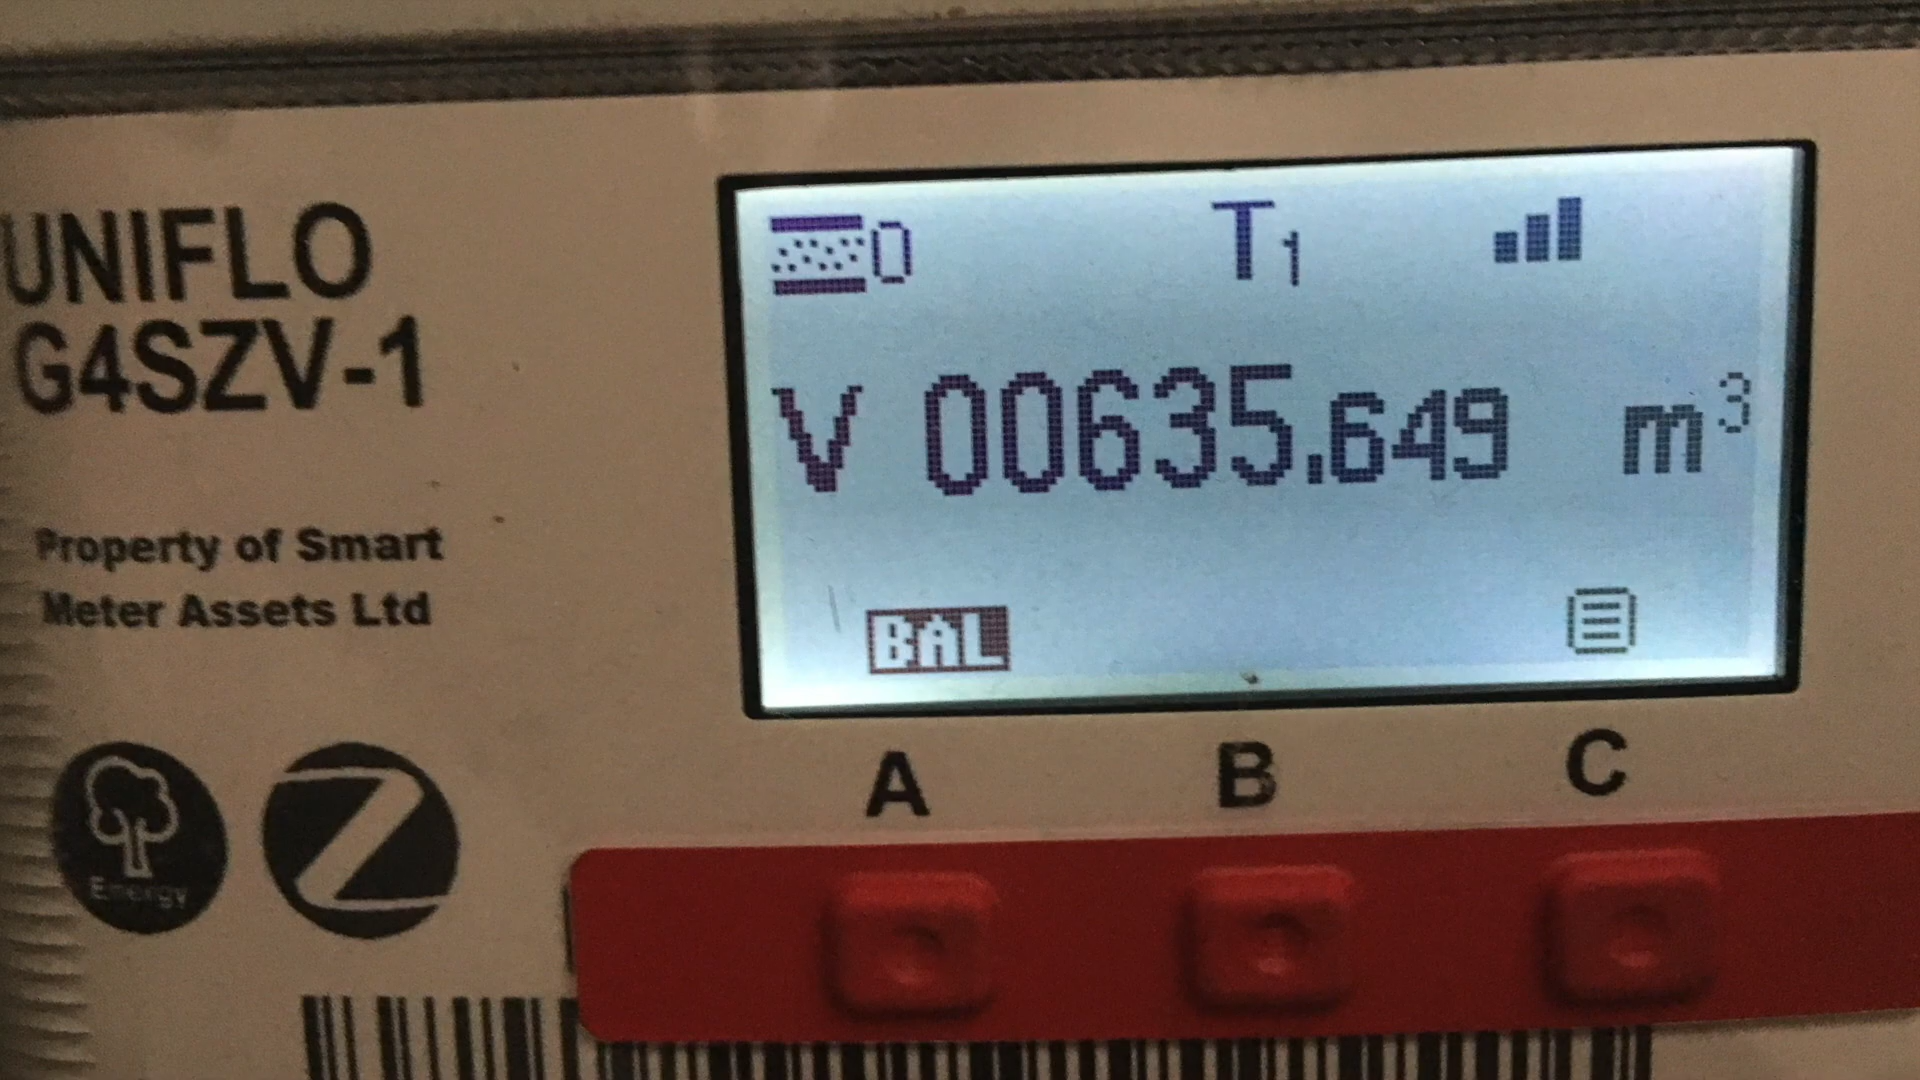 UNIFLO
G4SZV-1
Property of Smart
Meter Assets Ltd
Energy
Z
0 T1
V 00635.649 m³
BAL
A B C